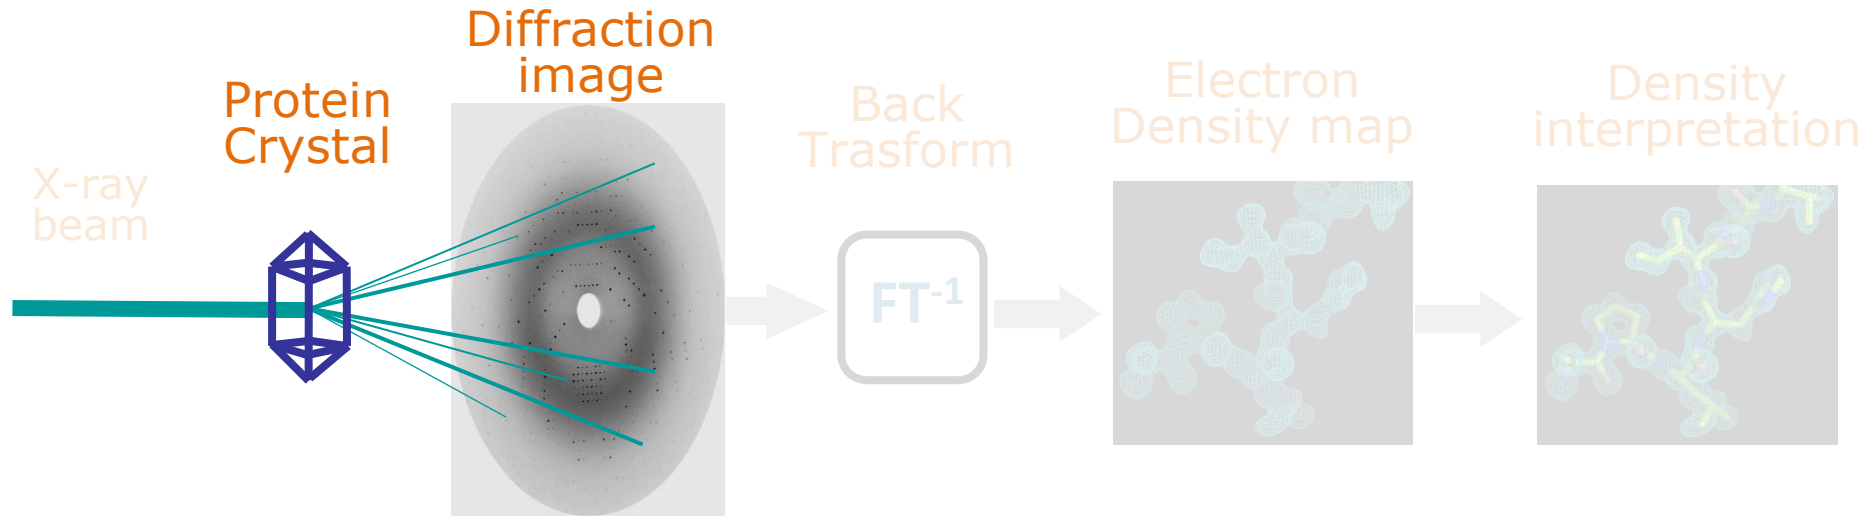 X-ray
beam
Protein
Crystal
Diffraction
image
Back
Trasform
FT-1
Electron
Density map
Density
interpretation